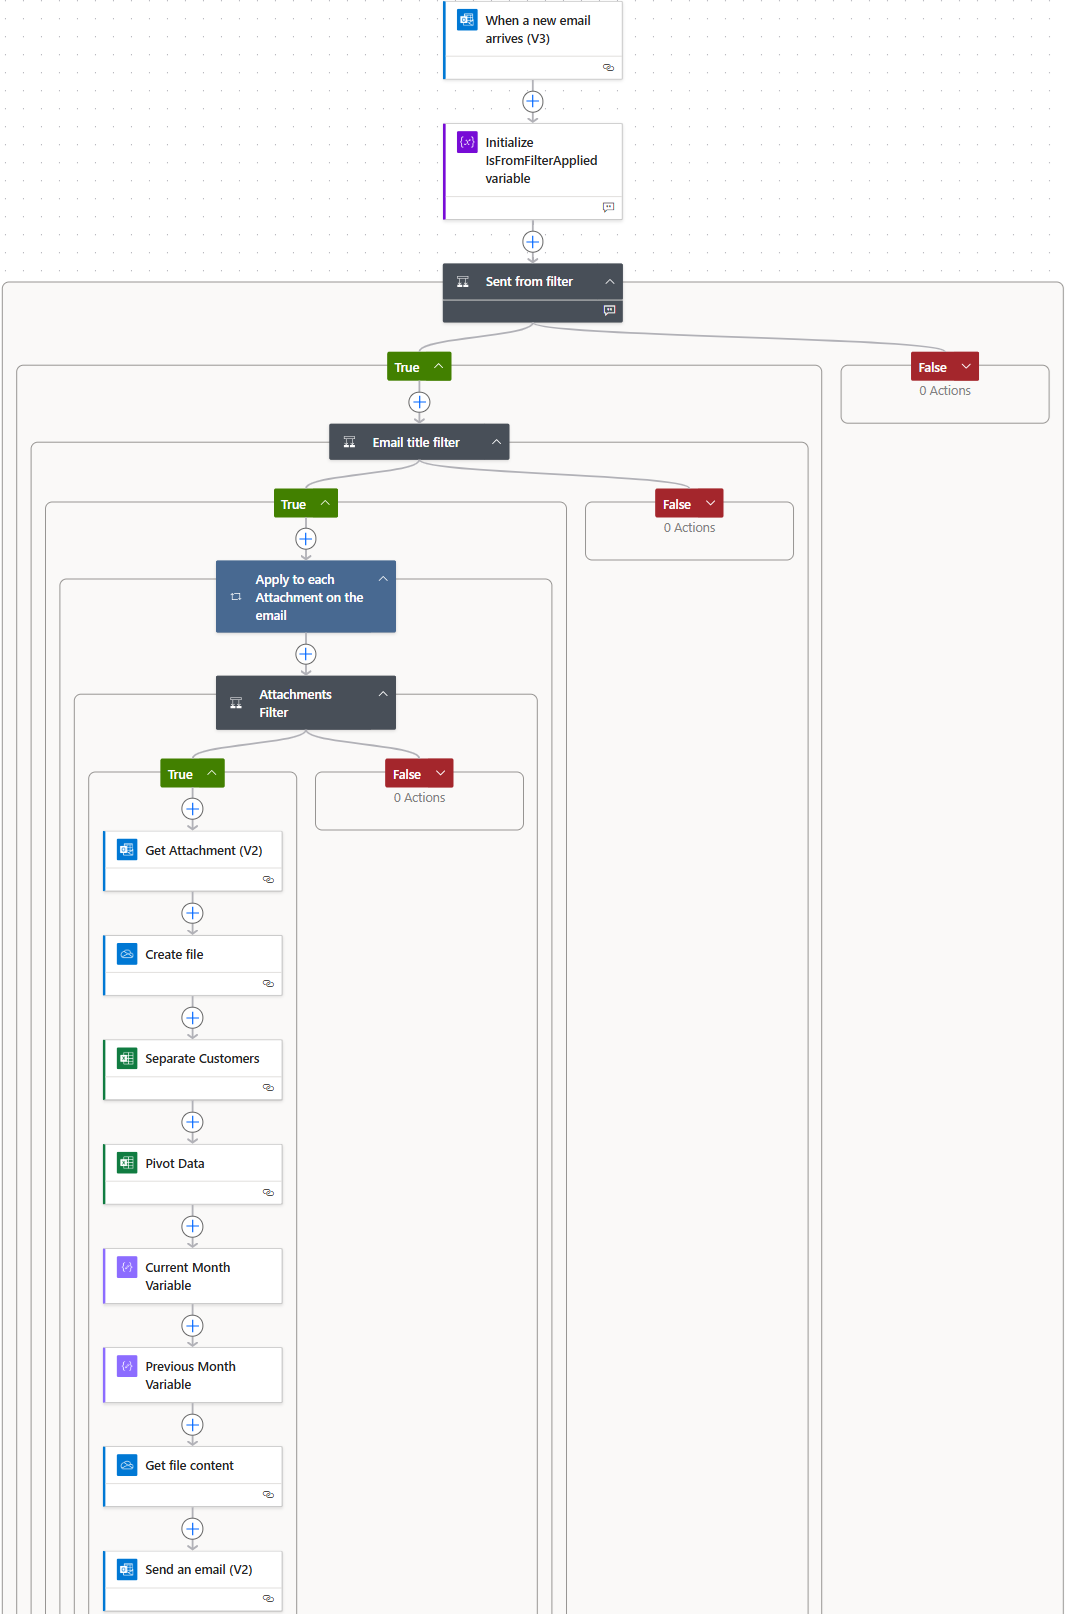 When a new email
arrives (V3)
Initialize
IsFromFilterApplied
variable
Sent from filter
True
False
0 Actions
Email title filter
True
False
0 Actions
Apply to each
Attachment on the
email
Attachments
Filter
True
False
0 Actions
Get Attachment (V2)
Create file
Separate Customers
Pivot Data
Current Month
Variable
Previous Month
Variable
Get file content
Send an email (V2)